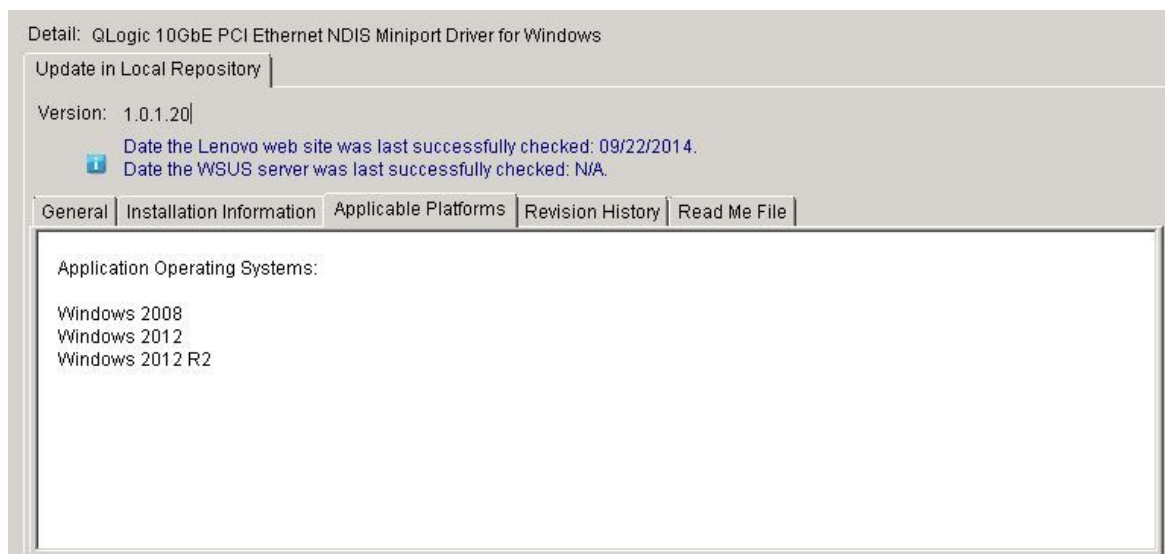 Detail: QLogic 10GbE PCI Ethernet NDIS Miniport Driver for Windows
Update in Local Repository
Version: 1.0.1.20
Date the Lenovo web site was last successfully checked: 09/22/2014.
Date the WSUS server was last successfully checked: N/A.
General Installation Information Applicable Platforms Revision History Read Me File
Application Operating Systems:
Windows 2008
Windows 2012
Windows 2012 R2